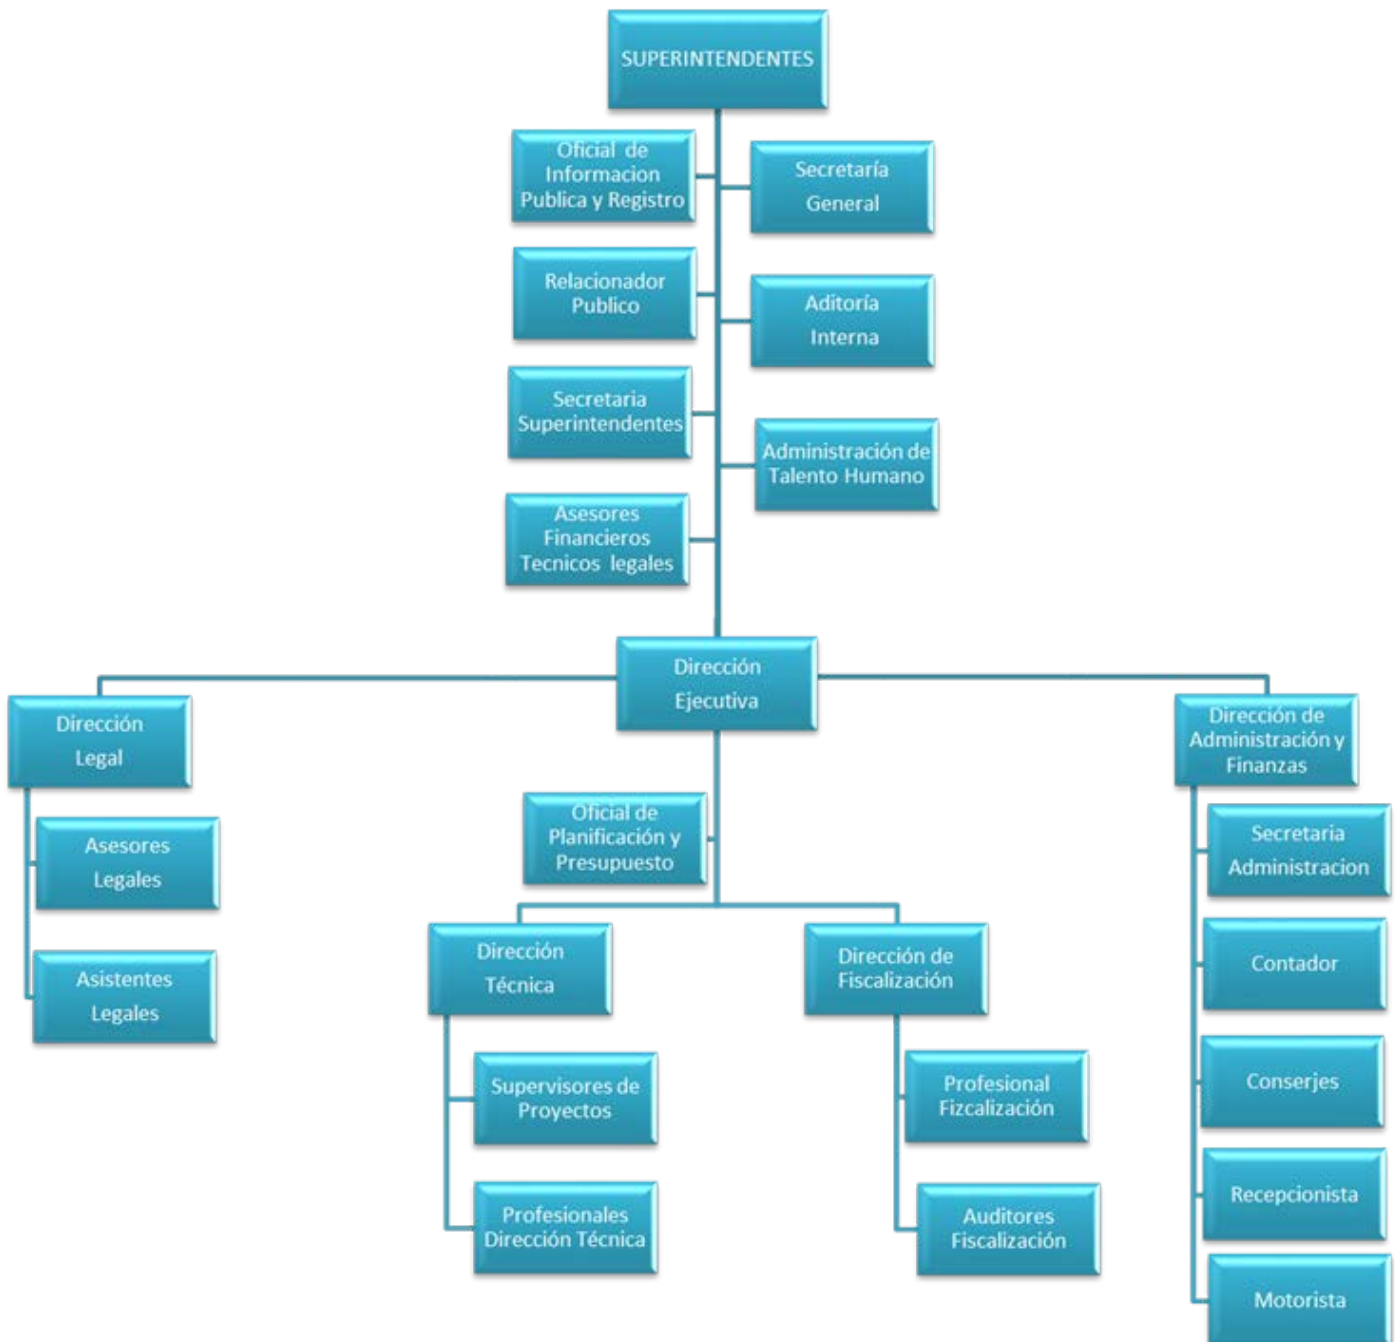 SUPERINTENDENTES
Oficial de
Informacion
Publica y Registro
Secretaría
General
Relacionador
Publico
Aditoría
Interna
Secretaria
Superintendentes
Administración de
Talento Humano
Asesores
Financieros
Tecnicos legales
Dirección
Ejecutiva
Dirección
Legal
Asesores
Legales
Asistentes
Legales
Oficial de
Planificación y
Presupuesto
Dirección
Técnica
Supervisores de
Proyectos
Profesionales
Dirección Técnica
Dirección de
Fiscalización
Profesional
Fizcalización
Auditores
Fiscalización
Dirección de
Administración y
Finanzas
Secretaria
Administracion
Contador
Conserjes
Recepcionista
Motorista